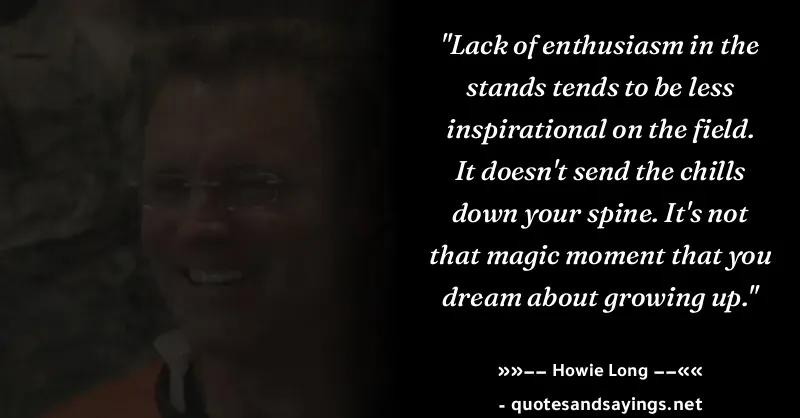 "Lack of enthusiasm in the
stands tends to be less
inspirational on the field.
It doesn't send the chills
down your spine. It's not
that magic moment that you
dream about growing up."
»»–– Howie Long ––««
- quotesandsayings.net